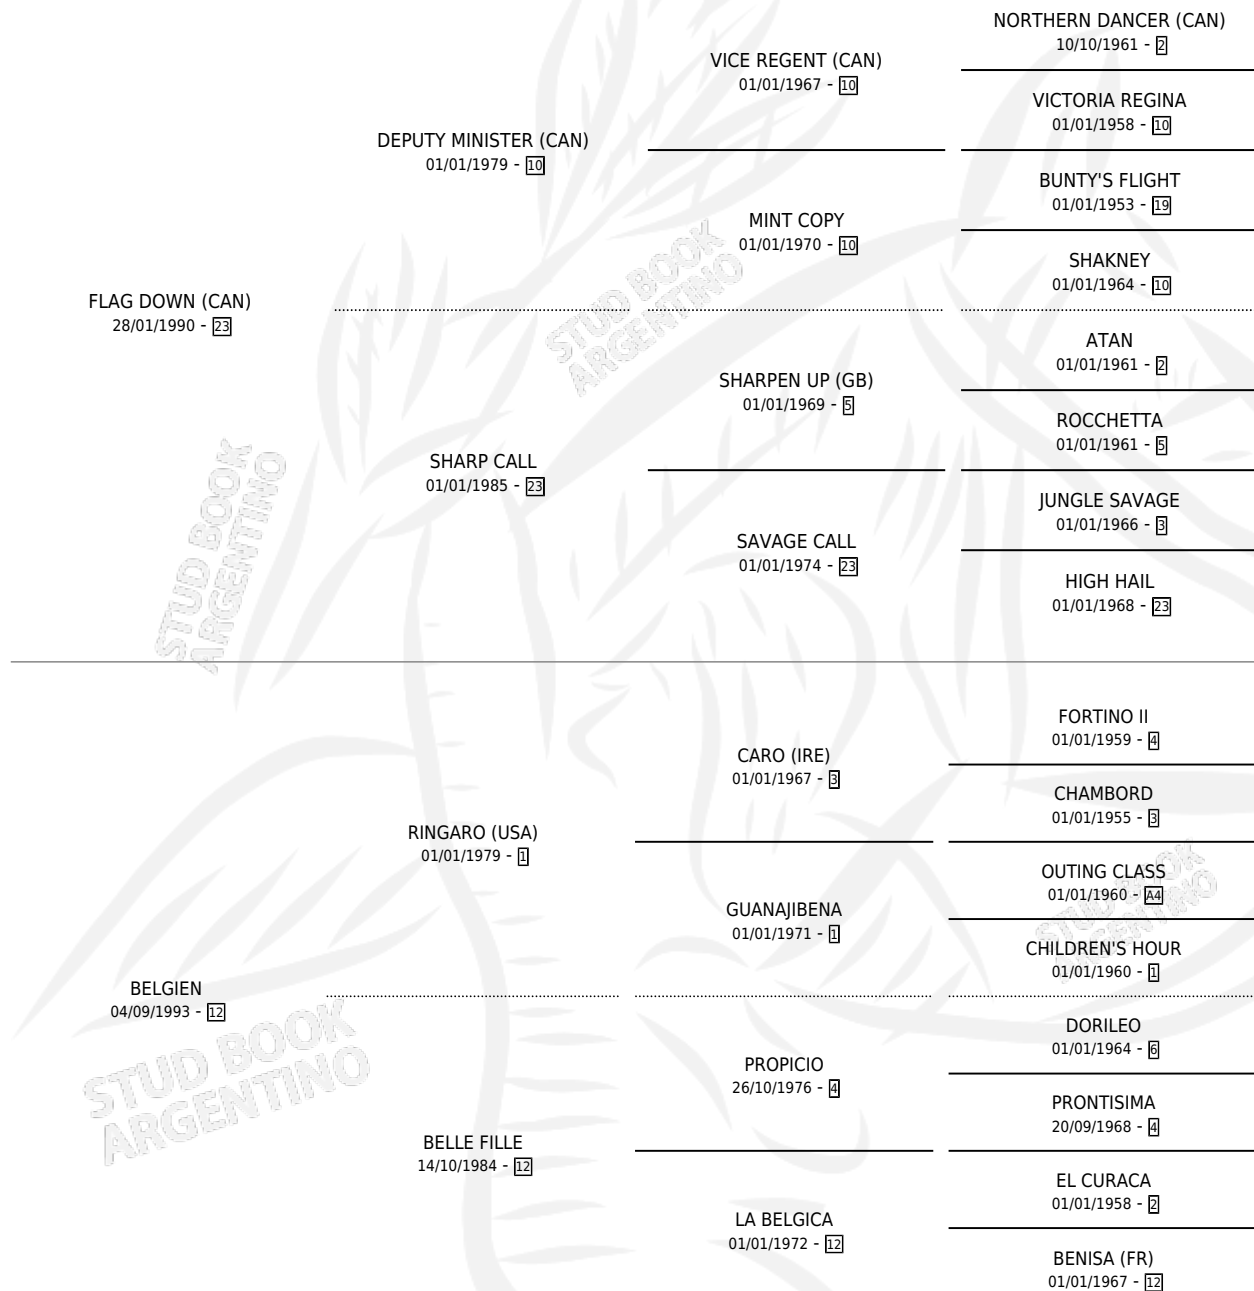 NORTHERN DANCER (CAN)
10/10/1961 - 2
VICE REGENT (CAN)
01/01/1967 - 10
VICTORIA REGINA
01/01/1958 - 10
DEPUTY MINISTER (CAN)
01/01/1979 - 10
BUNTY'S FLIGHT
01/01/1953 - 19
MINT COPY
01/01/1970 - 10
SHAKNEY
01/01/1964 - 10
FLAG DOWN (CAN)
28/01/1990 - 23
STUD BOOK
ARGENTINO
ATAN
01/01/1961 - 2
SHARPEN UP (GB)
01/01/1969 - 5
ROCCHETTA
01/01/1961 - 5
SHARP CALL
01/01/1985 - 23
JUNGLE SAVAGE
01/01/1966 - 3
SAVAGE CALL
01/01/1974 - 23
HIGH HAIL
01/01/1968 - 23
STUD BOOK
ARGENTINO
FORTINO II
01/01/1959 - 4
CARO (IRE)
01/01/1967 - 3
CHAMBORD
01/01/1955 - 3
RINGARO (USA)
01/01/1979 - 1
OUTING CLASS
01/01/1960 - A4
GUANAJIBENA
01/01/1971 - 1
STUD BOOK
ARGENTINO
CHILDREN'S HOUR
01/01/1960 - 1
BELGIEN
04/09/1993 - 12
DORILEO
01/01/1964 - 6
PROPICIO
26/10/1976 - 4
PRONTISIMA
20/09/1968 - 4
STUD BOOK
ARGENTINO
BELLE FILLE
14/10/1984 - 12
EL CURACA
01/01/1958 - 2
LA BELGICA
01/01/1972 - 12
BENISA (FR)
01/01/1967 - 12